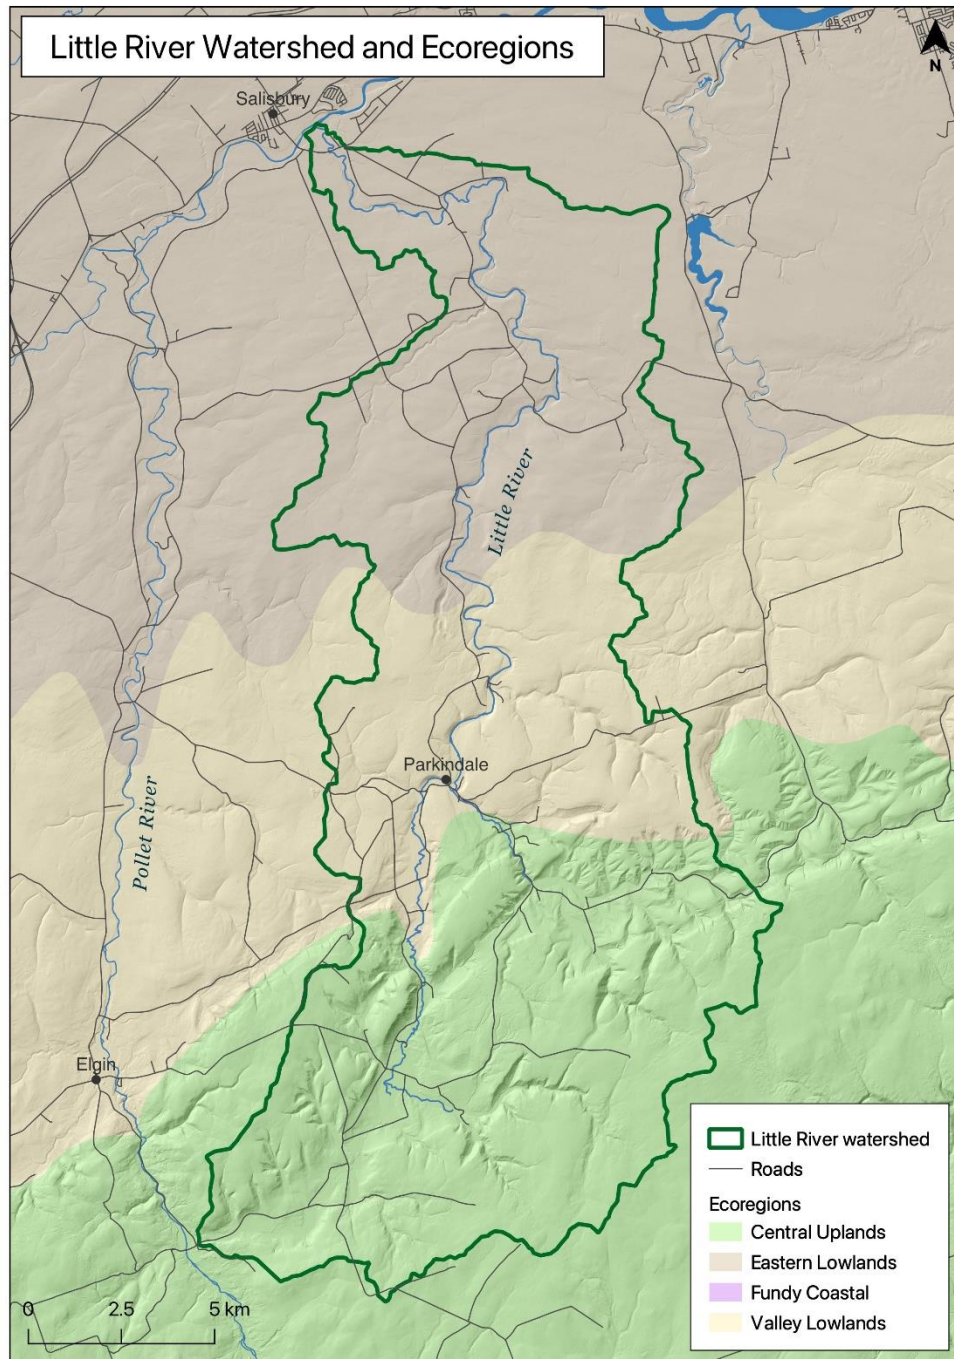 Little River Watershed and Ecoregions
N
Salisbury
Little River
Parkindale
Pollet River
Elgin
Little River watershed
Roads
Ecoregions
Central Uplands
Eastern Lowlands
Fundy Coastal
Valley Lowlands
0 2.5 5 km